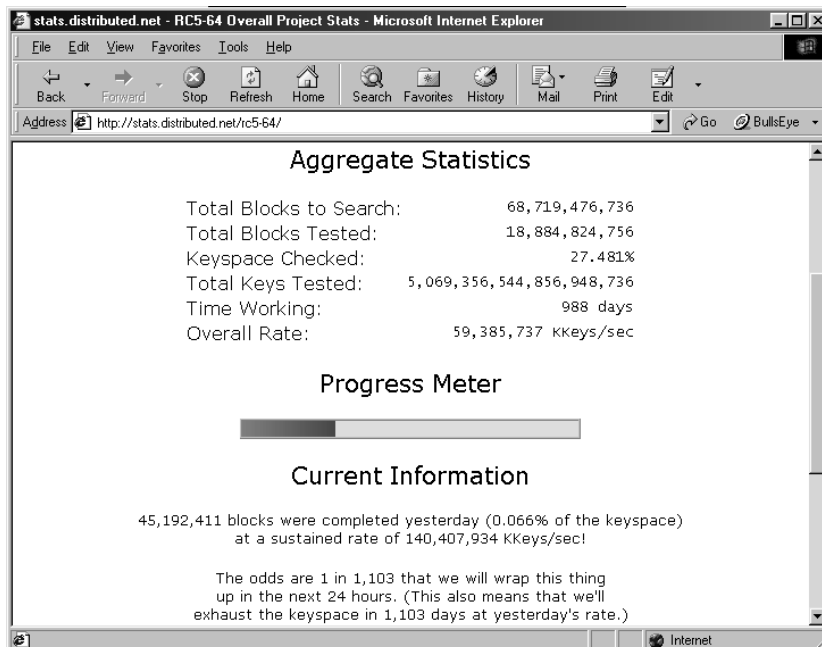 stats.distributed.net - RC5-64 Overall Project Stats - Microsoft Internet Explorer
File Edit View Favorites Tools Help
Back Forward Stop Refresh Home Search Favorites History Mail Print Edit
Address http://stats.distributed.net/rc5-64/ Go BullsEye
Aggregate Statistics
Total Blocks to Search: 68,719,476,736
Total Blocks Tested: 18,884,824,756
Keyspace Checked: 27.481%
Total Keys Tested: 5,069,356,544,856,948,736
Time Working: 988 days
Overall Rate: 59,385,737 KKeys/sec
Progress Meter
Current Information
45,192,411 blocks were completed yesterday (0.066% of the keyspace)
at a sustained rate of 140,407,934 KKeys/sec!
The odds are 1 in 1,103 that we will wrap this thing
up in the next 24 hours. (This also means that we'll
exhaust the keyspace in 1,103 days at yesterday's rate.)
Internet